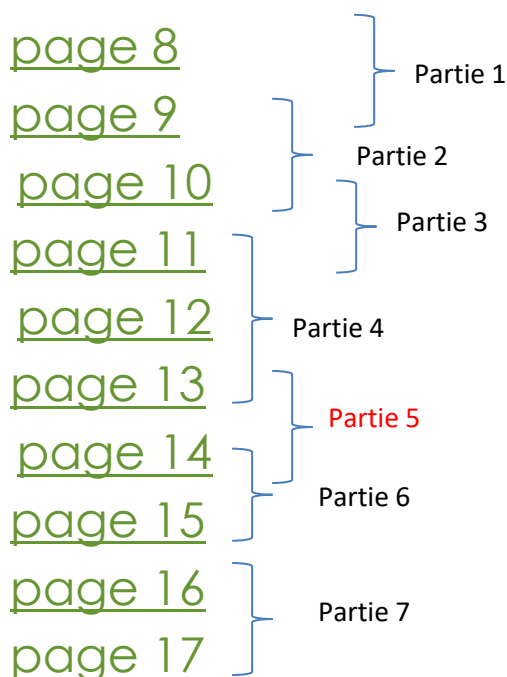 page 8
Partie 1
page 9
Partie 2
page 10
Partie 3
page 11
page 12
Partie 4
page 13
Partie 5
page 14
Partie 6
page 15
page 16
Partie 7
page 17